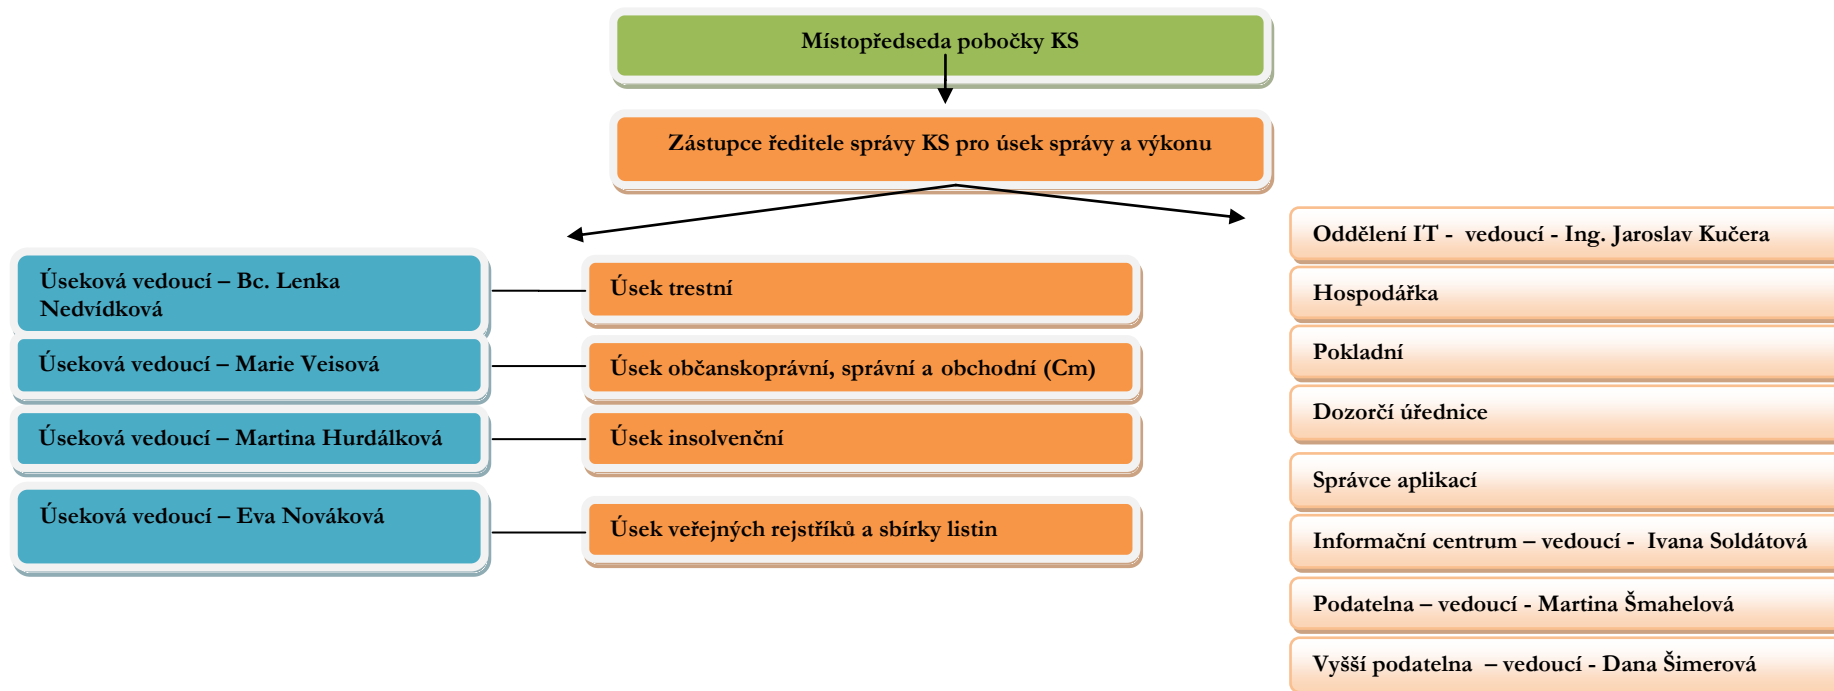 Místopředseda pobočky KS
Zástupce ředitele správy KS pro úsek správy a výkonu
Úseková vedoucí – Bc. Lenka
Nedvídková
Úsek trestní
Úseková vedoucí – Marie Veisová
Úsek občanskoprávní, správní a obchodní (Cm)
Úseková vedoucí – Martina Hurdálková
Úsek insolvenční
Úseková vedoucí – Eva Nováková
Úsek veřejných rejstříků a sbírky listin
Oddělení IT - vedoucí - Ing. Jaroslav Kučera
Hospodářka
Pokladní
Dozorčí úřednice
Správce aplikací
Informační centrum – vedoucí - Ivana Soldátová
Podatelna – vedoucí - Martina Šmahelová
Vyšší podatelna – vedoucí - Dana Šimerová